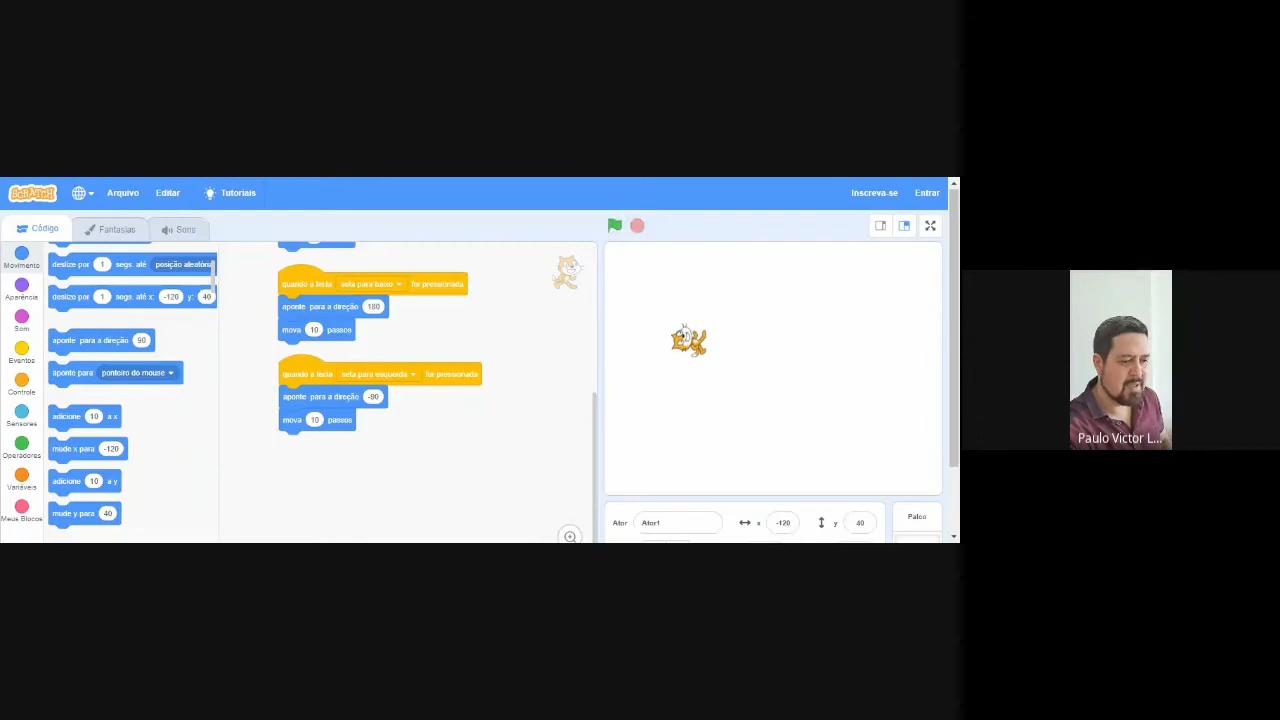 SCRATCH
Arquivo
Editar
Tutoriais
Inscreva-se
Entrar
Código
Fantasias
Sons
Movimento
Aparência
Som
Eventos
Controle
Sensores
Operadores
Variáveis
Meus Blocos
deslize por 1 segs. até posição aleatória
deslize por 1 segs. até x: -120 y: 40
aponte para a direção 90
aponte para ponteiro do mouse
adicione 10 a x
mude x para -120
adicione 10 a y
mude y para 40
quando a tecla seta para baixo for pressionada
aponte para a direção 180
mova 10 passos
quando a tecla seta para esquerda for pressionada
aponte para a direção -90
mova 10 passos
Ator Ator1 x -120 y 40
Palco
Paulo Victor L...